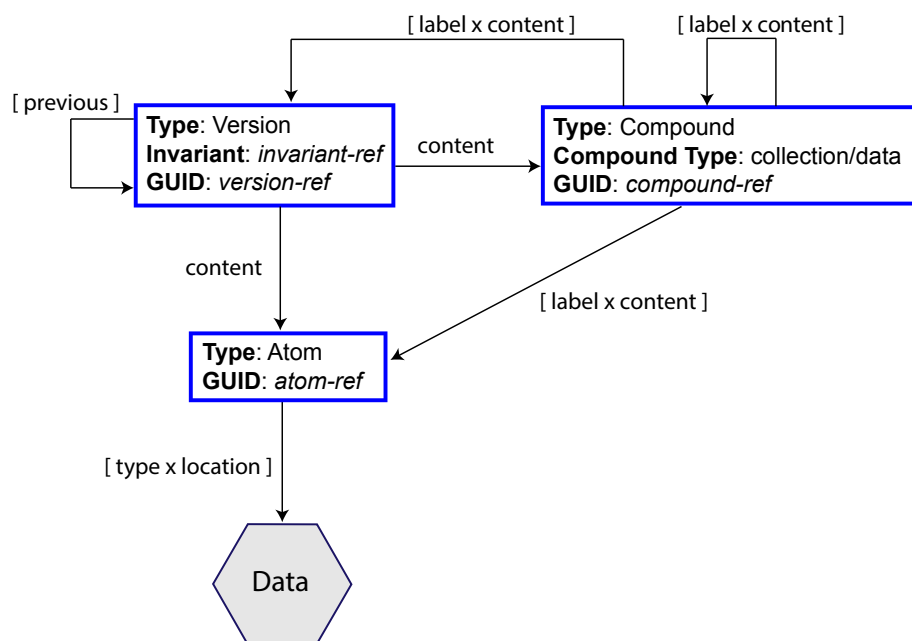 [ label x content ]
[ label x content ]
[ previous ]
Type: Version
Invariant: invariant-ref
GUID: version-ref
content
Type: Compound
Compound Type: collection/data
GUID: compound-ref
content
[ label x content ]
Type: Atom
GUID: atom-ref
[ type x location ]
Data